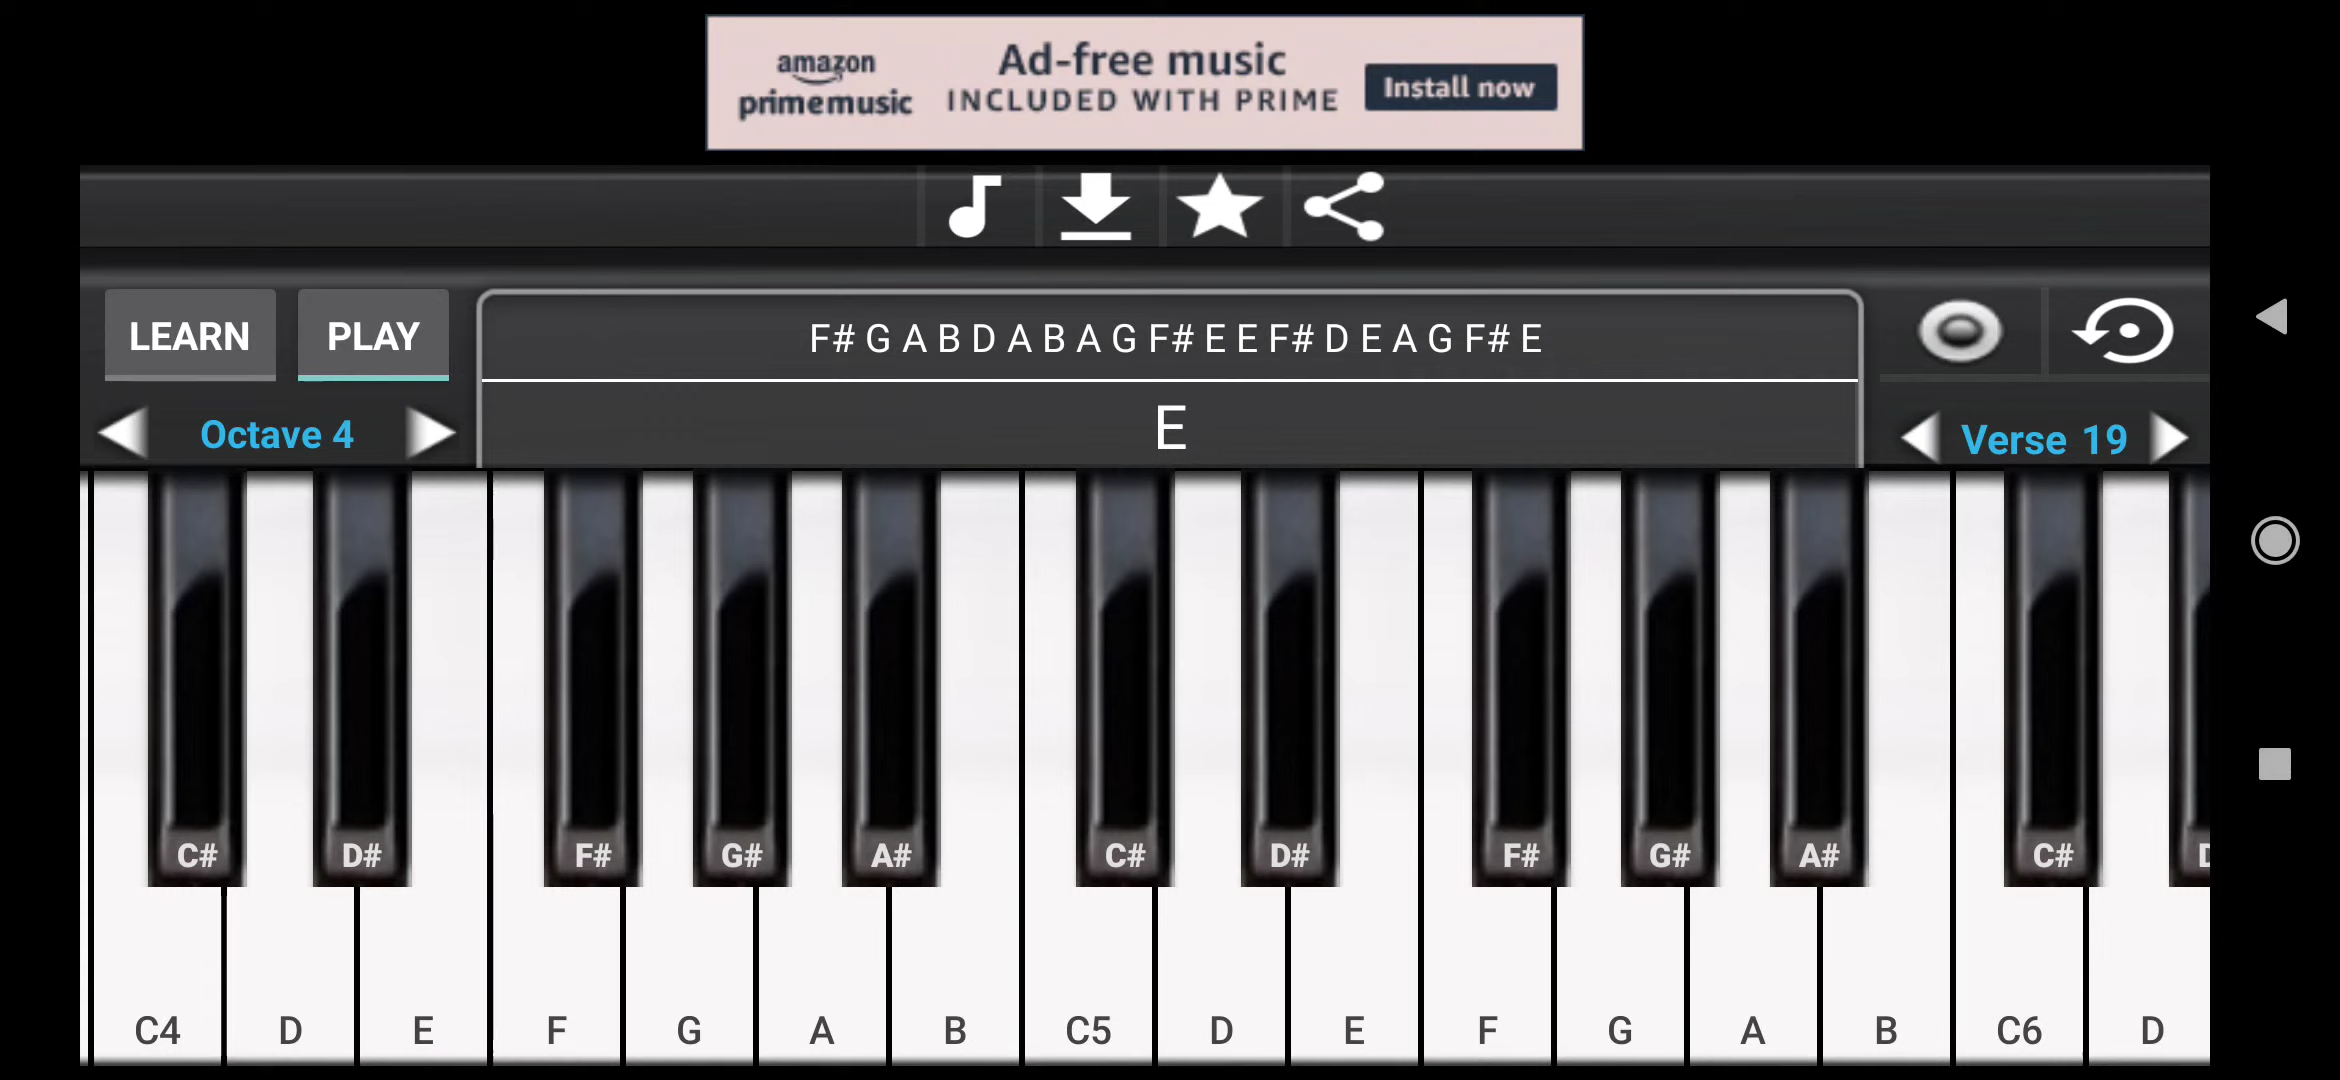 amazon
primemusic
Ad-free music
INCLUDED WITH PRIME
Install now
LEARN
PLAY
F# G A B D A B A G F# E E F# D E A G F# E
Octave 4
E
Verse 19
C# D# F# G# A# C# D# F# G# A# C#
C4 D E F G A B C5 D E F G A B C6 D